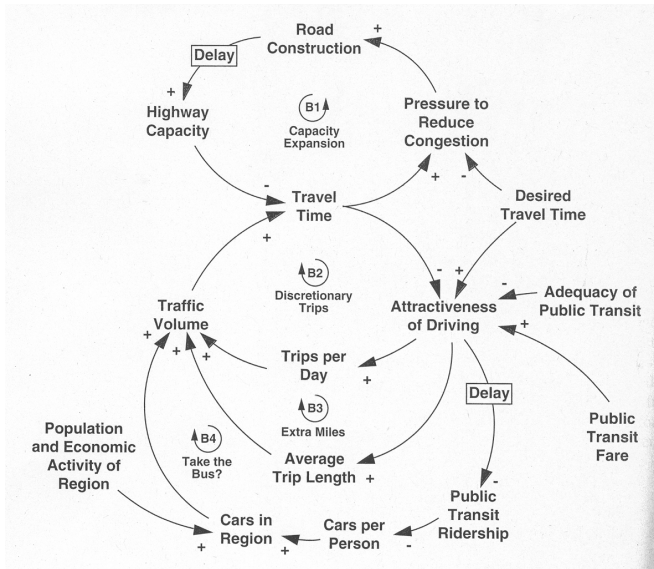 Road
Construction
+
Delay
+
Highway
Capacity
B1
Capacity
Expansion
Pressure to
Reduce
Congestion
+
-
-
Travel
Time
+
Desired
Travel Time
B2
Discretionary
Trips
-
+
-
Adequacy of
Public Transit
Traffic
Volume
Attractiveness
of Driving
+
+
+
+
Trips per
Day
+
Delay
B3
Extra Miles
Public
Transit
Fare
Population
and Economic
Activity of
Region
B4
Take the
Bus?
Average
Trip Length
+
-
Public
Transit
Ridership
Cars in
Region
+
+
Cars per
Person
-